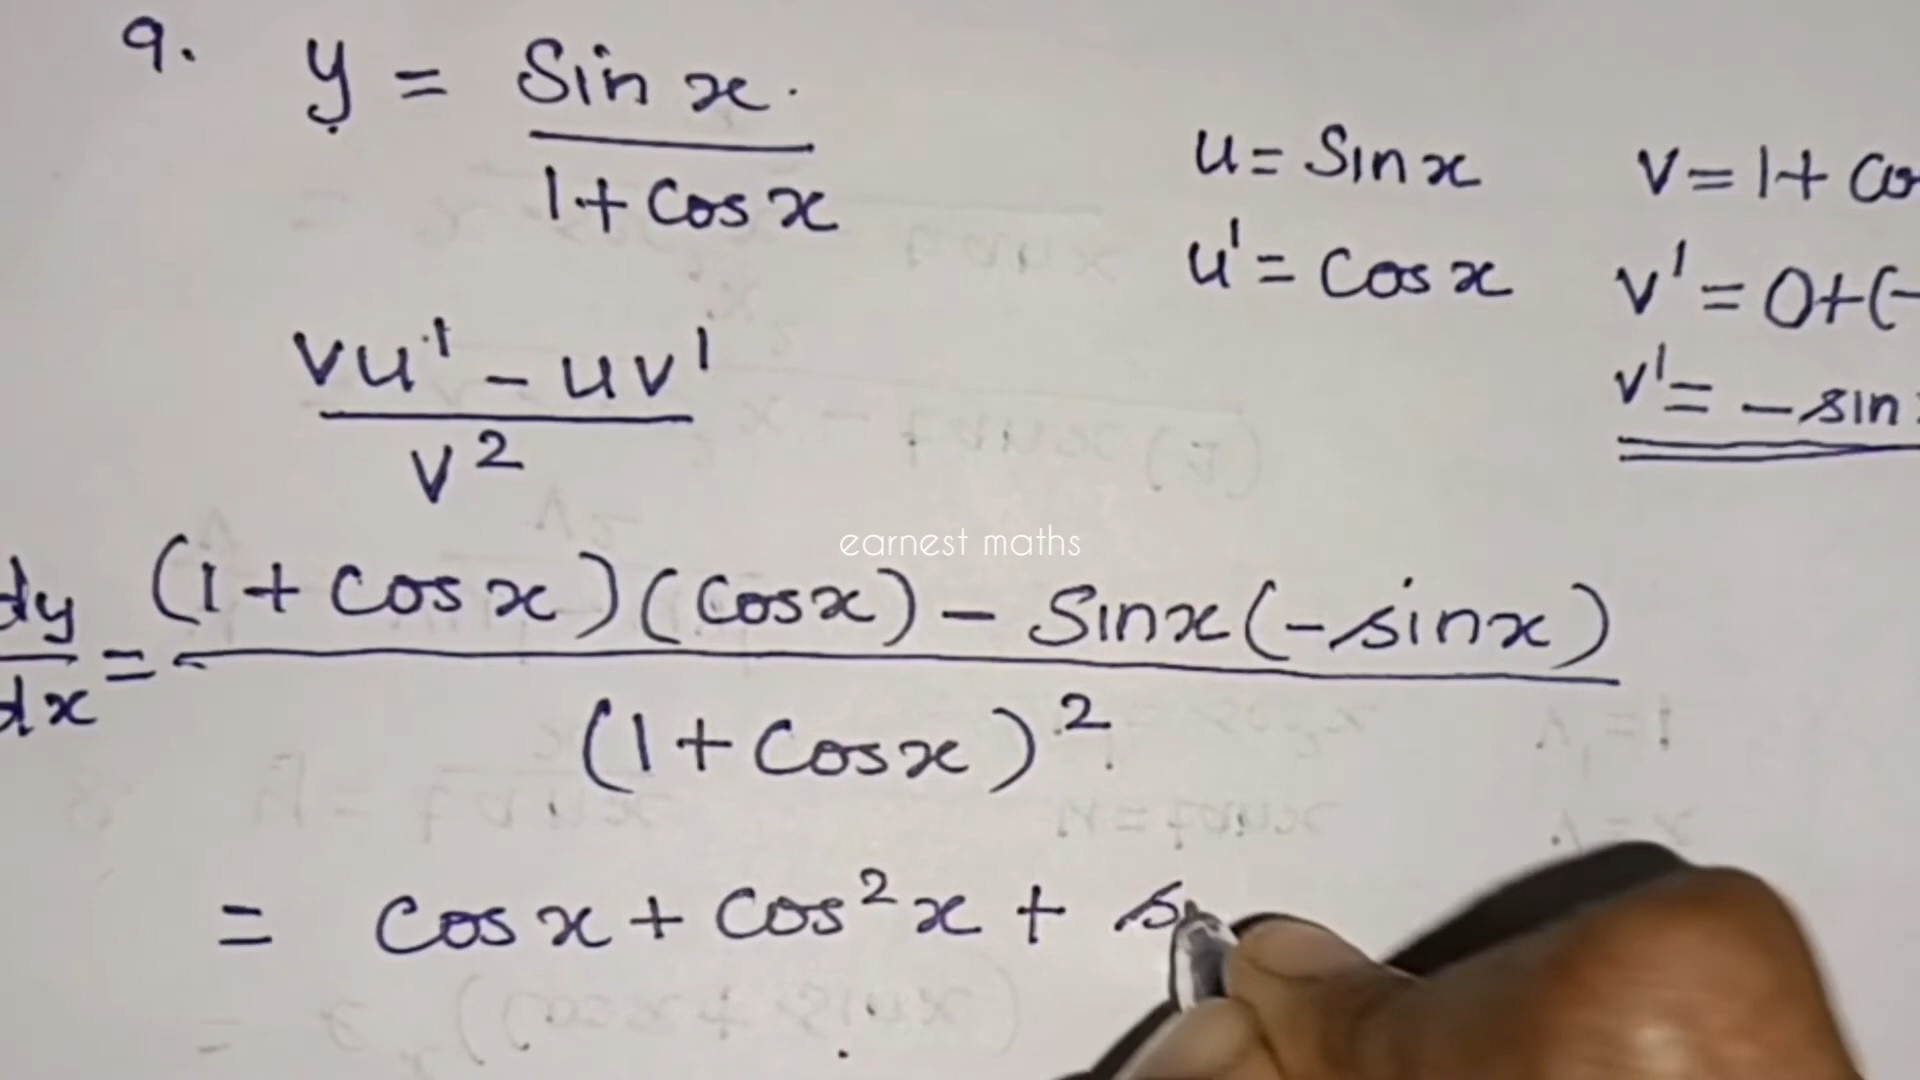 9. y = Sin x
1 + Cos x
u = Sin x
v = 1 +
u' = Cos x
v' = 0 + (-
v' = - sin
vu' - uv'
v²
earnest maths
dy/dx = (1 + Cos x)(Cos x) - Sin x (-sin x)
(1 + Cos x)²
= Cos x + Cos² x +